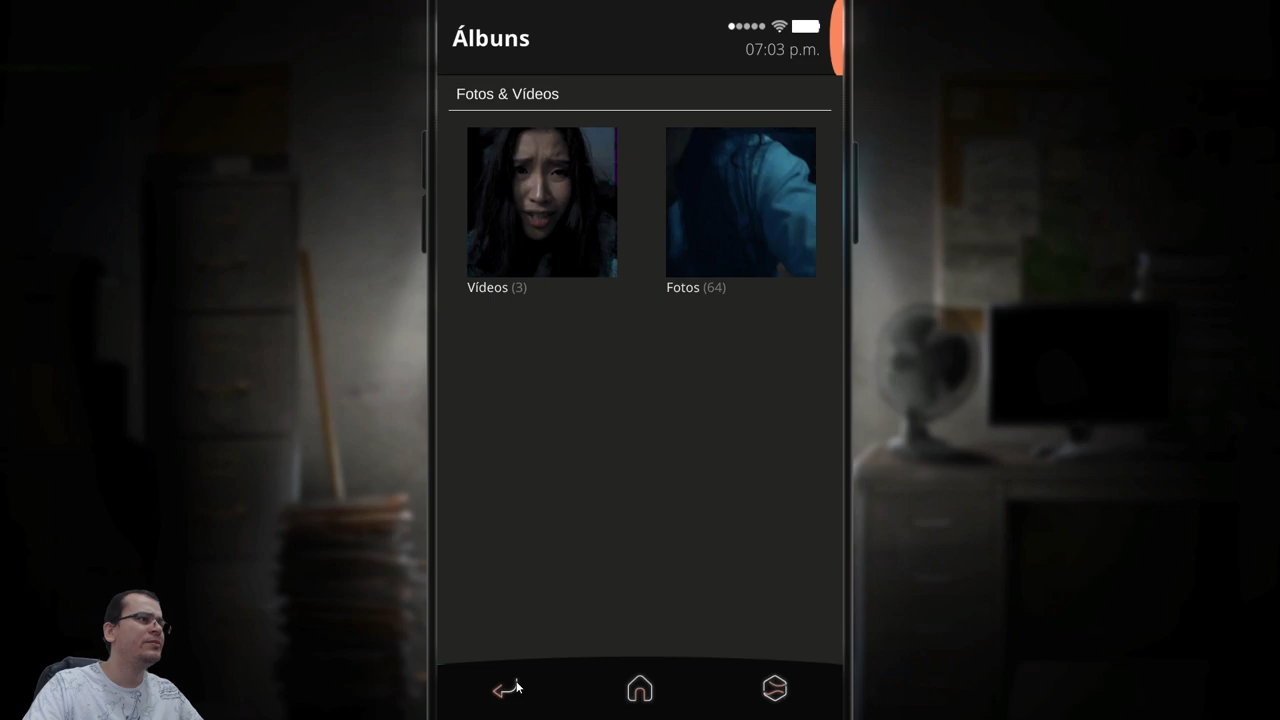 Álbuns
07:03 p.m.
Fotos & Vídeos
Vídeos (3)
Fotos (64)